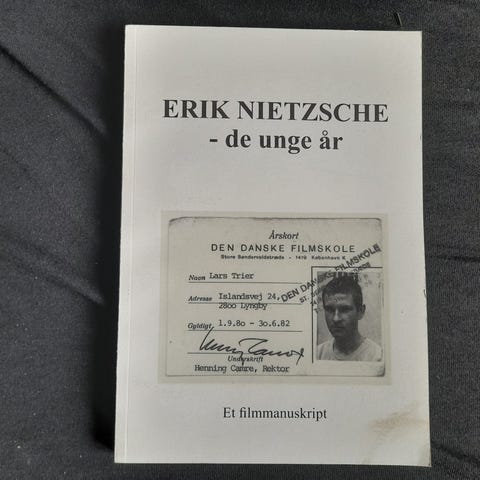 ERIK NIETZSCHE
- de unge år
Årskort
DEN DANSKE FILMSKOLE
Store Søndervoldstræde - 1419 København K
Navn Lars Trier
Adresse Islandsvej 24,
2800 Lyngby
Gyldigt 1.9.80 - 30.6.82
Underskrift
Henning Camre, Rektor
DEN DANSKE FILMSKOLE
Et filmmanuskript